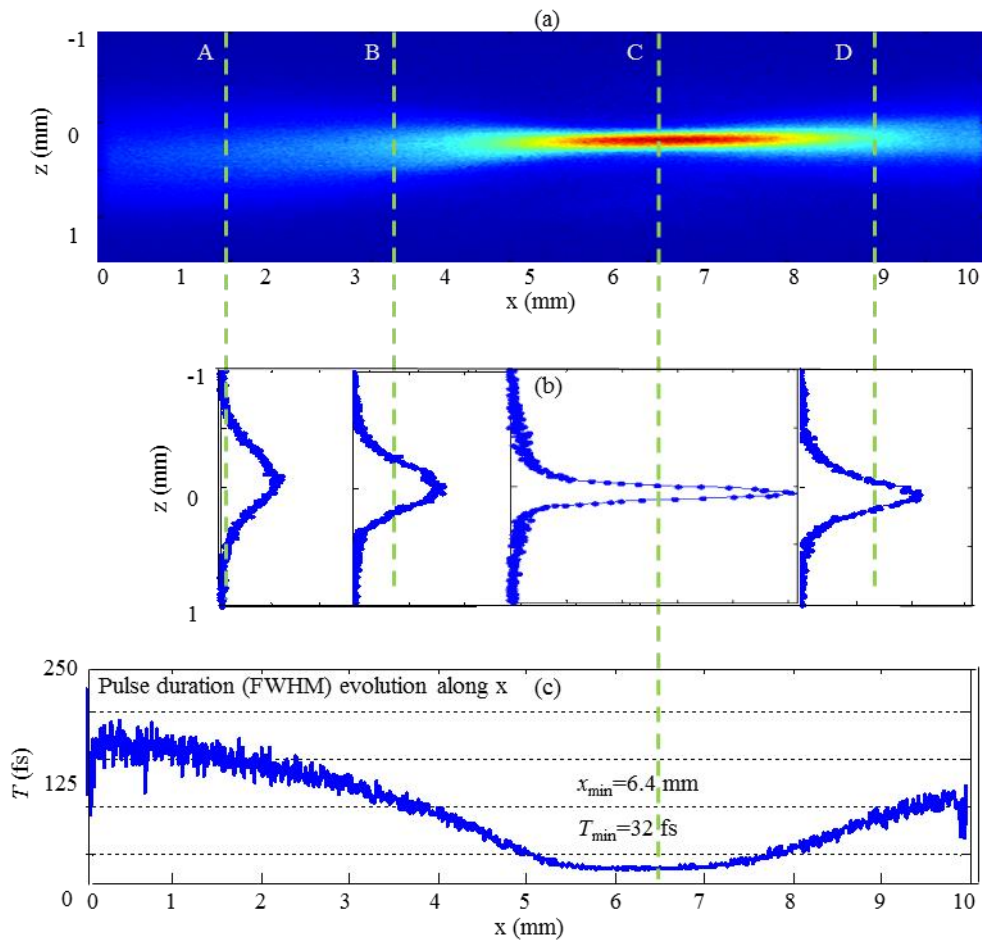 (a)
-1
0
1
z (mm)
A
B
C
D
0 1 2 3 4 5 6 7 8 9 10
x (mm)
(b)
-1
0
1
z (mm)
250
125
0
T (fs)
Pulse duration (FWHM) evolution along x (c)
xmin=6.4 mm
Tmin=32 fs
0 1 2 3 4 5 6 7 8 9 10
x (mm)